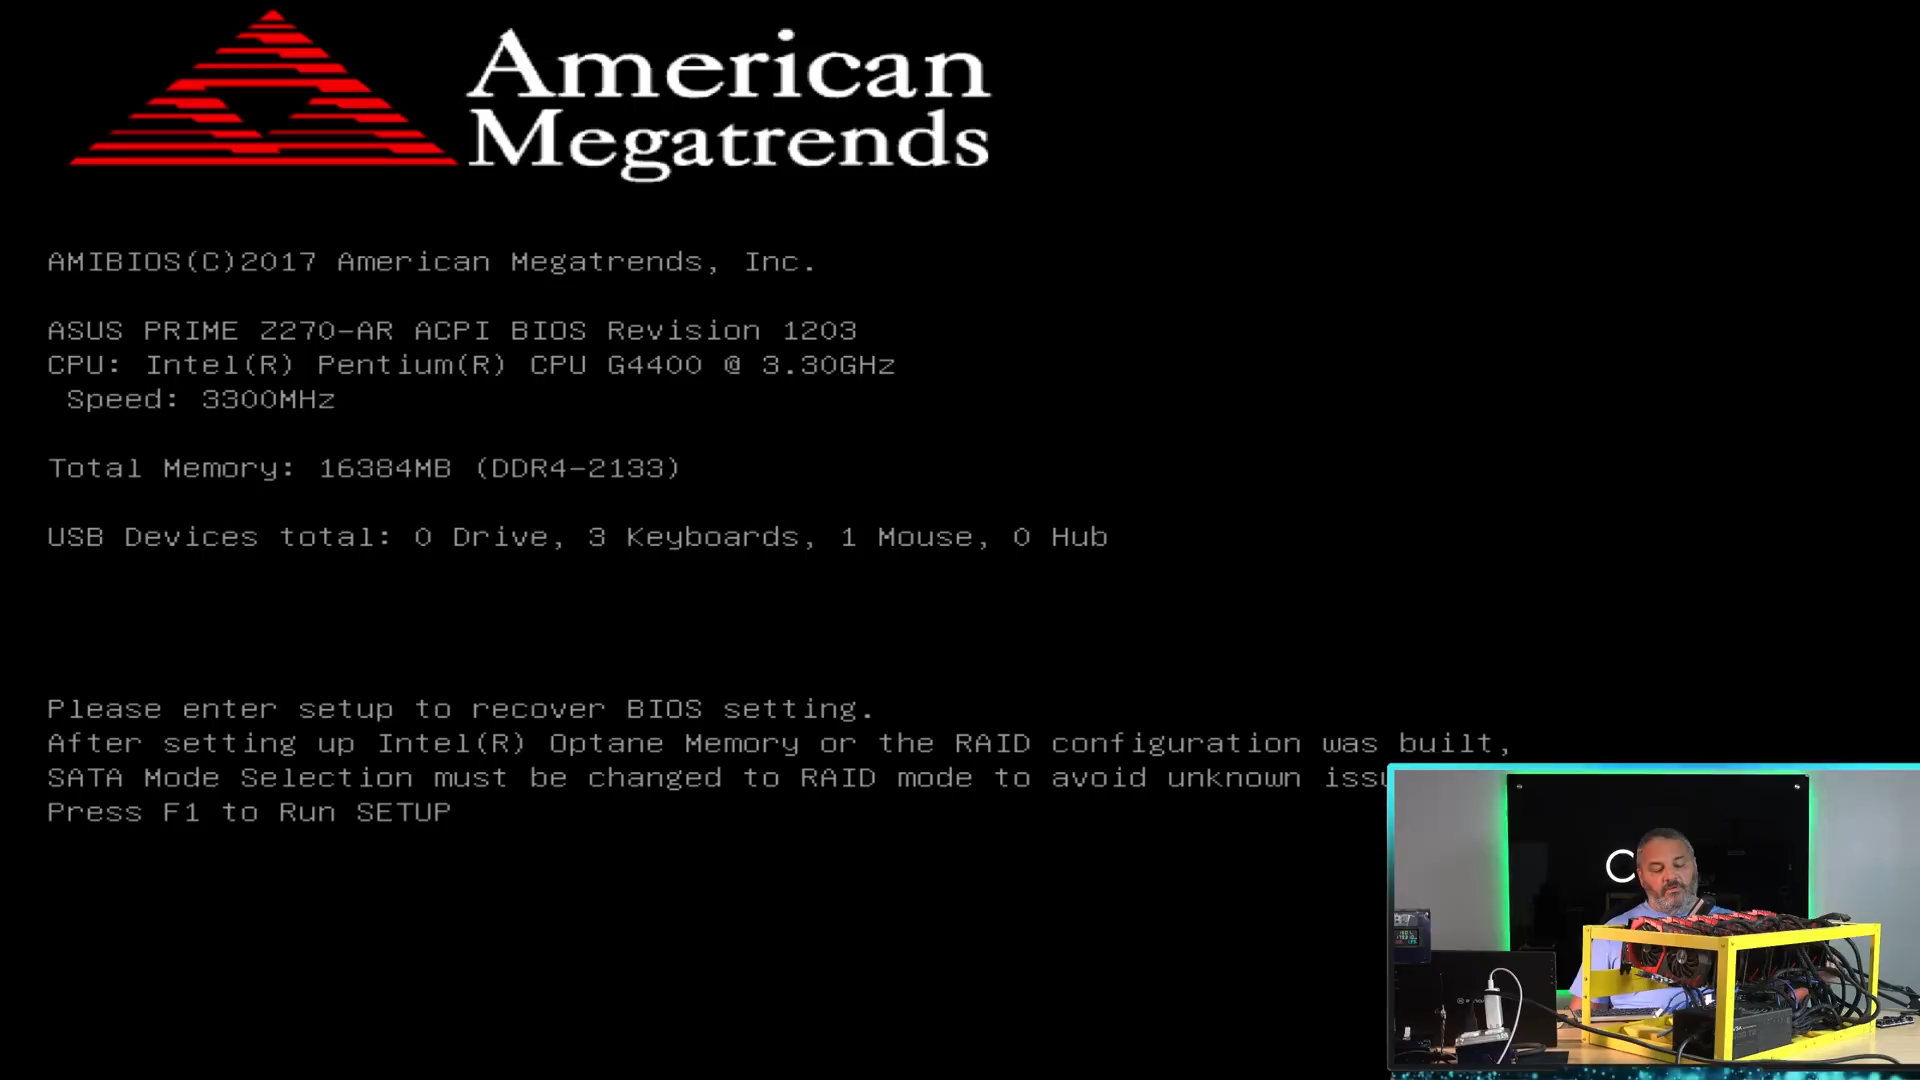 American
Megatrends
AMIBIOS(C)2017 American Megatrends, Inc.
ASUS PRIME Z270-AR ACPI BIOS Revision 1203
CPU: Intel(R) Pentium(R) CPU G4400 @ 3.30GHz
Speed: 3300MHz
Total Memory: 16384MB (DDR4-2133)
USB Devices total: 0 Drive, 3 Keyboards, 1 Mouse, 0 Hub
Please enter setup to recover BIOS setting.
After setting up Intel(R) Optane Memory or the RAID configuration was built,
SATA Mode Selection must be changed to RAID mode to avoid unknown issu
Press F1 to Run SETUP
C